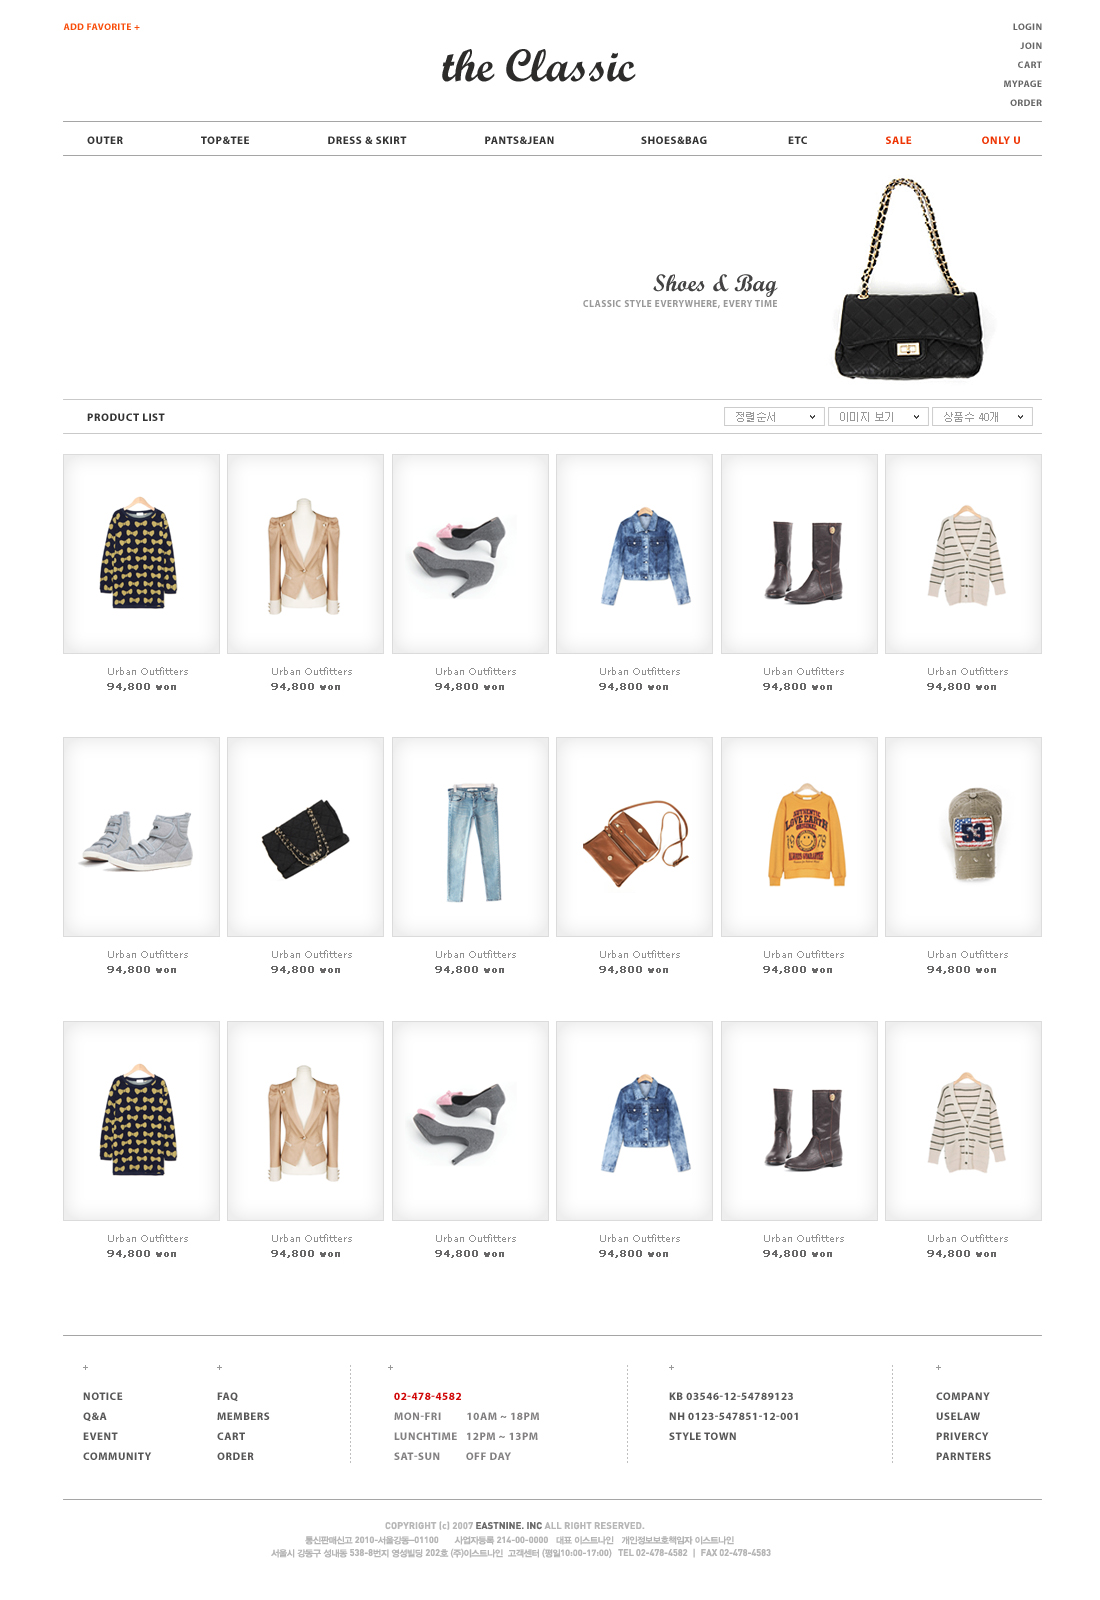 ADD FAVORITE +
LOGIN
JOIN
CART
MYPAGE
ORDER
the Classic
OUTER TOP&TEE DRESS & SKIRT PANTS&JEAN SHOES&BAG ETC SALE ONLY U
Shoes & Bag
CLASSIC STYLE EVERYWHERE, EVERY TIME
PRODUCT LIST 정렬순서 이미지 보기 상품수 40개
Urban Outfitters Urban Outfitters Urban Outfitters Urban Outfitters Urban Outfitters Urban Outfitters
94,800 won 94,800 won 94,800 won 94,800 won 94,800 won 94,800 won
LOVE EARTH
1979
53
Urban Outfitters Urban Outfitters Urban Outfitters Urban Outfitters Urban Outfitters Urban Outfitters
94,800 won 94,800 won 94,800 won 94,800 won 94,800 won 94,800 won
Urban Outfitters Urban Outfitters Urban Outfitters Urban Outfitters Urban Outfitters Urban Outfitters
94,800 won 94,800 won 94,800 won 94,800 won 94,800 won 94,800 won
+ + + + +
NOTICE FAQ 02-478-4582 KB 03546-12-54789123 COMPANY
Q&A MEMBERS MON-FRI 10AM ~ 18PM NH 0123-547851-12-001 USELAW
EVENT CART LUNCHTIME 12PM ~ 13PM STYLE TOWN PRIVERCY
COMMUNITY ORDER SAT-SUN OFF DAY PARNTERS
COPYRIGHT (c) 2007 EASTNINE. INC ALL RIGHT RESERVED.
통신판매신고 2010-서울강동-01100 사업자등록 214-00-0000 대표 이스트나인 개인정보보호책임자 이스트나인
서울시 강동구 성내동 538-8번지 영성빌딩 202호 (주)이스트나인 고객센터 (평일10:00-17:00) TEL 02-478-4582 | FAX 02-478-4583